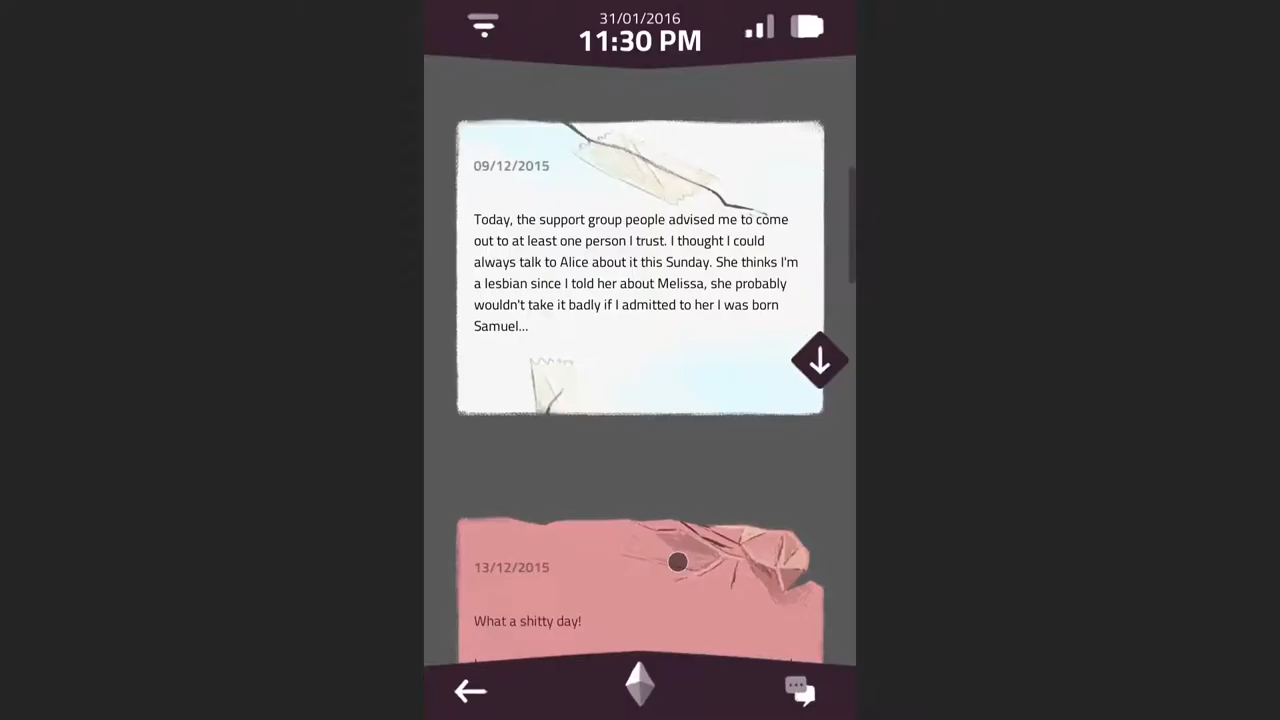 31/01/2016
11:30 PM
09/12/2015
Today, the support group people advised me to come
out to at least one person I trust. I thought I could
always talk to Alice about it this Sunday. She thinks I'm
a lesbian since I told her about Melissa, she probably
wouldn't take it badly if I admitted to her I was born
Samuel...
13/12/2015
What a shitty day!